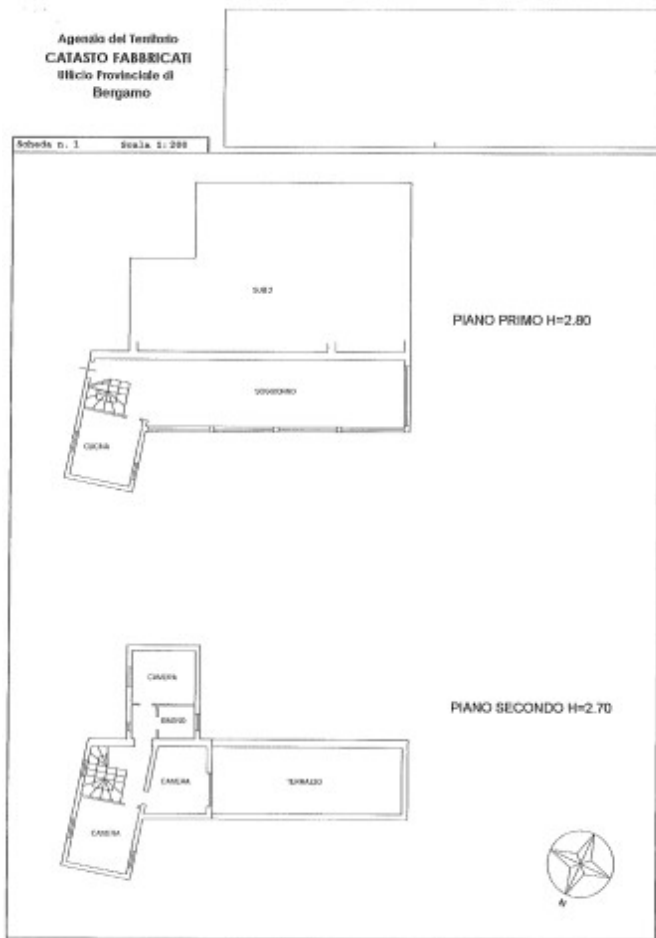 Agenzia del Territorio
CATASTO FABBRICATI
Ufficio Provinciale di
Bergamo
Scheda n. 1 Scala 1:200
SUB.2
PIANO PRIMO H=2.80
SOGGIORNO
CUCINA
CAMERA
BAGNO
PIANO SECONDO H=2.70
CAMERA
TERRAZZO
CAMERA
N